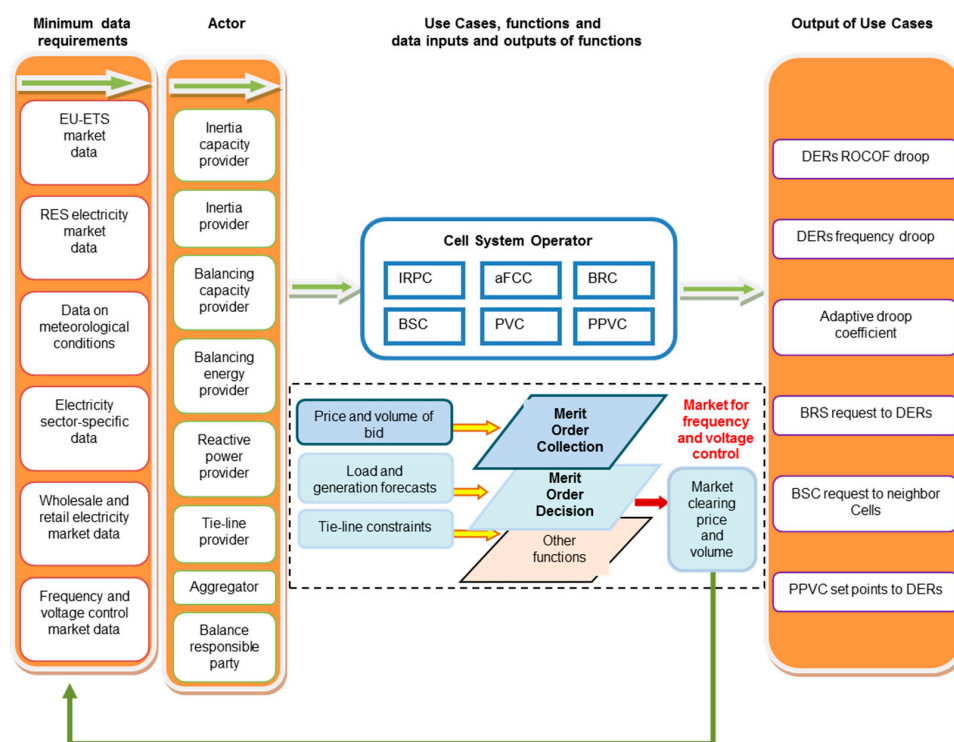 Minimum data
requirements
Actor
Use Cases, functions and
data inputs and outputs of functions
Output of Use Cases
EU-ETS
market
data
RES electricity
market
data
Data on
meteorological
conditions
Electricity
sector-specific
data
Wholesale and
retail electricity
market data
Frequency and
voltage control
market data
Inertia
capacity
provider
Inertia
provider
Balancing
capacity
provider
Balancing
energy
provider
Reactive
power
provider
Tie-line
provider
Aggregator
Balance
responsible
party
Cell System Operator
IRPC
aFCC
BRC
BSC
PVC
PPVC
Price and volume of
bid
Load and
generation forecasts
Tie-line constraints
Merit
Order
Collection
Merit
Order
Decision
Other
functions
Market for
frequency
and voltage
control
Market
clearing
price
and
volume
DERs ROCOF droop
DERs frequency droop
Adaptive droop
coefficient
BRS request to DERs
BSC request to neighbor
Cells
PPVC set points to DERs